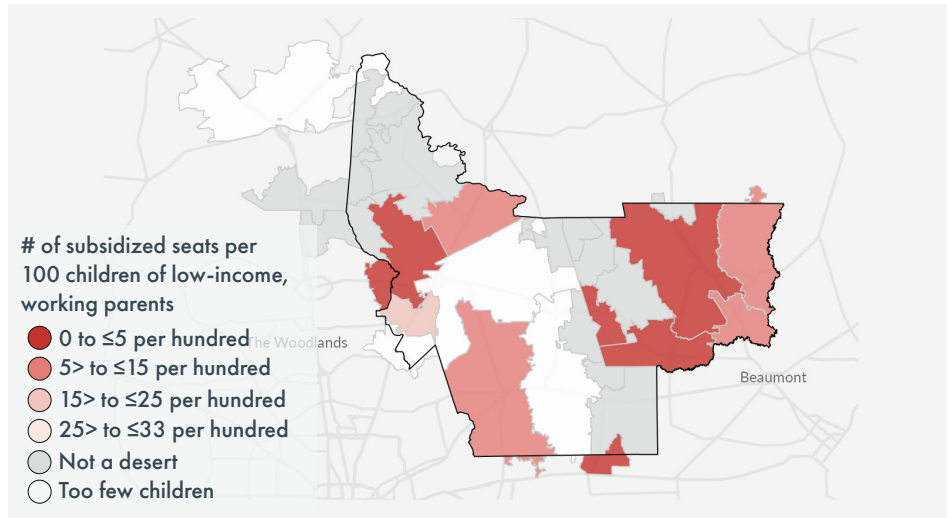 # of subsidized seats per
100 children of low-income,
working parents
0 to ≤5 per hundred
The Woodlands
5> to ≤15 per hundred
15> to ≤25 per hundred
25> to ≤33 per hundred
Not a desert
Too few children
Beaumont